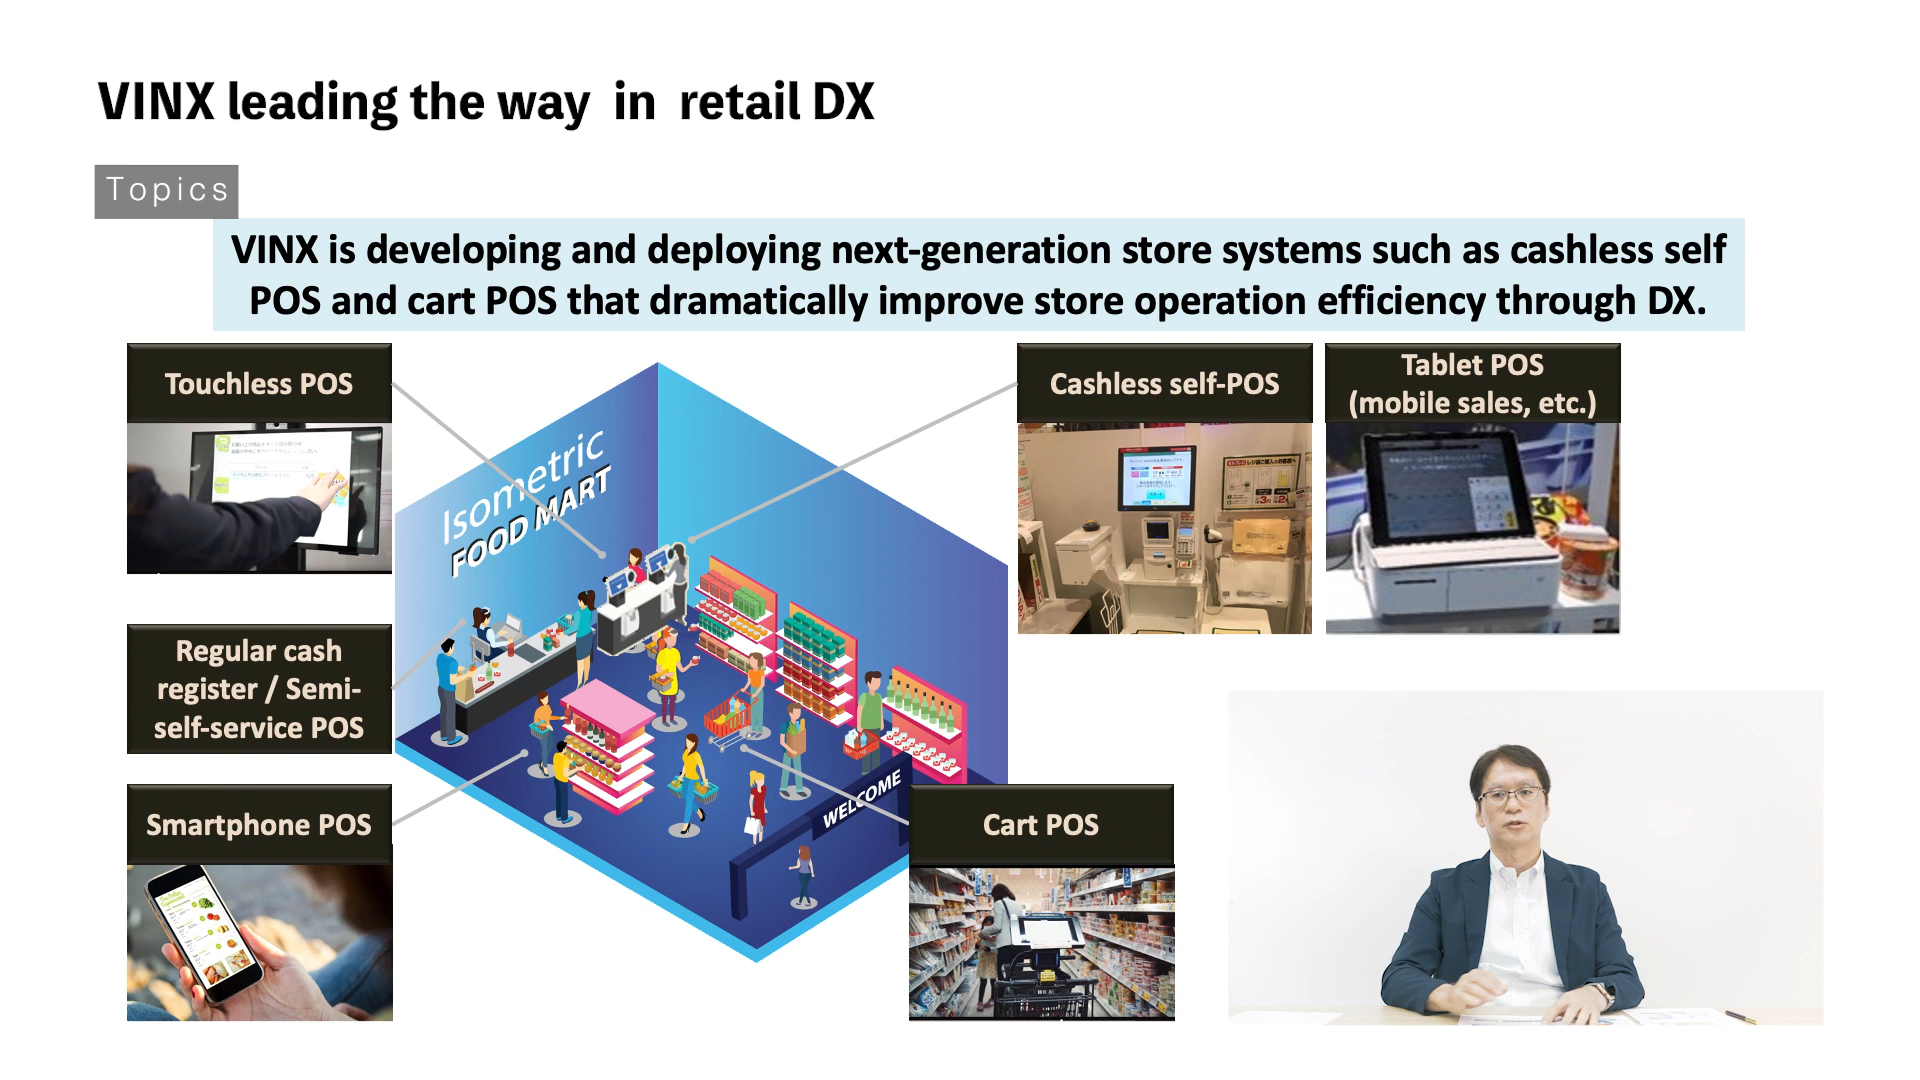 VINX leading the way in retail DX
Topics
VINX is developing and deploying next-generation store systems such as cashless self
POS and cart POS that dramatically improve store operation efficiency through DX.
Touchless POS
Cashless self-POS
Tablet POS
(mobile sales, etc.)
Isometric
FOOD MART
Regular cash
register / Semi-
self-service POS
Smartphone POS
WELCOME
Cart POS